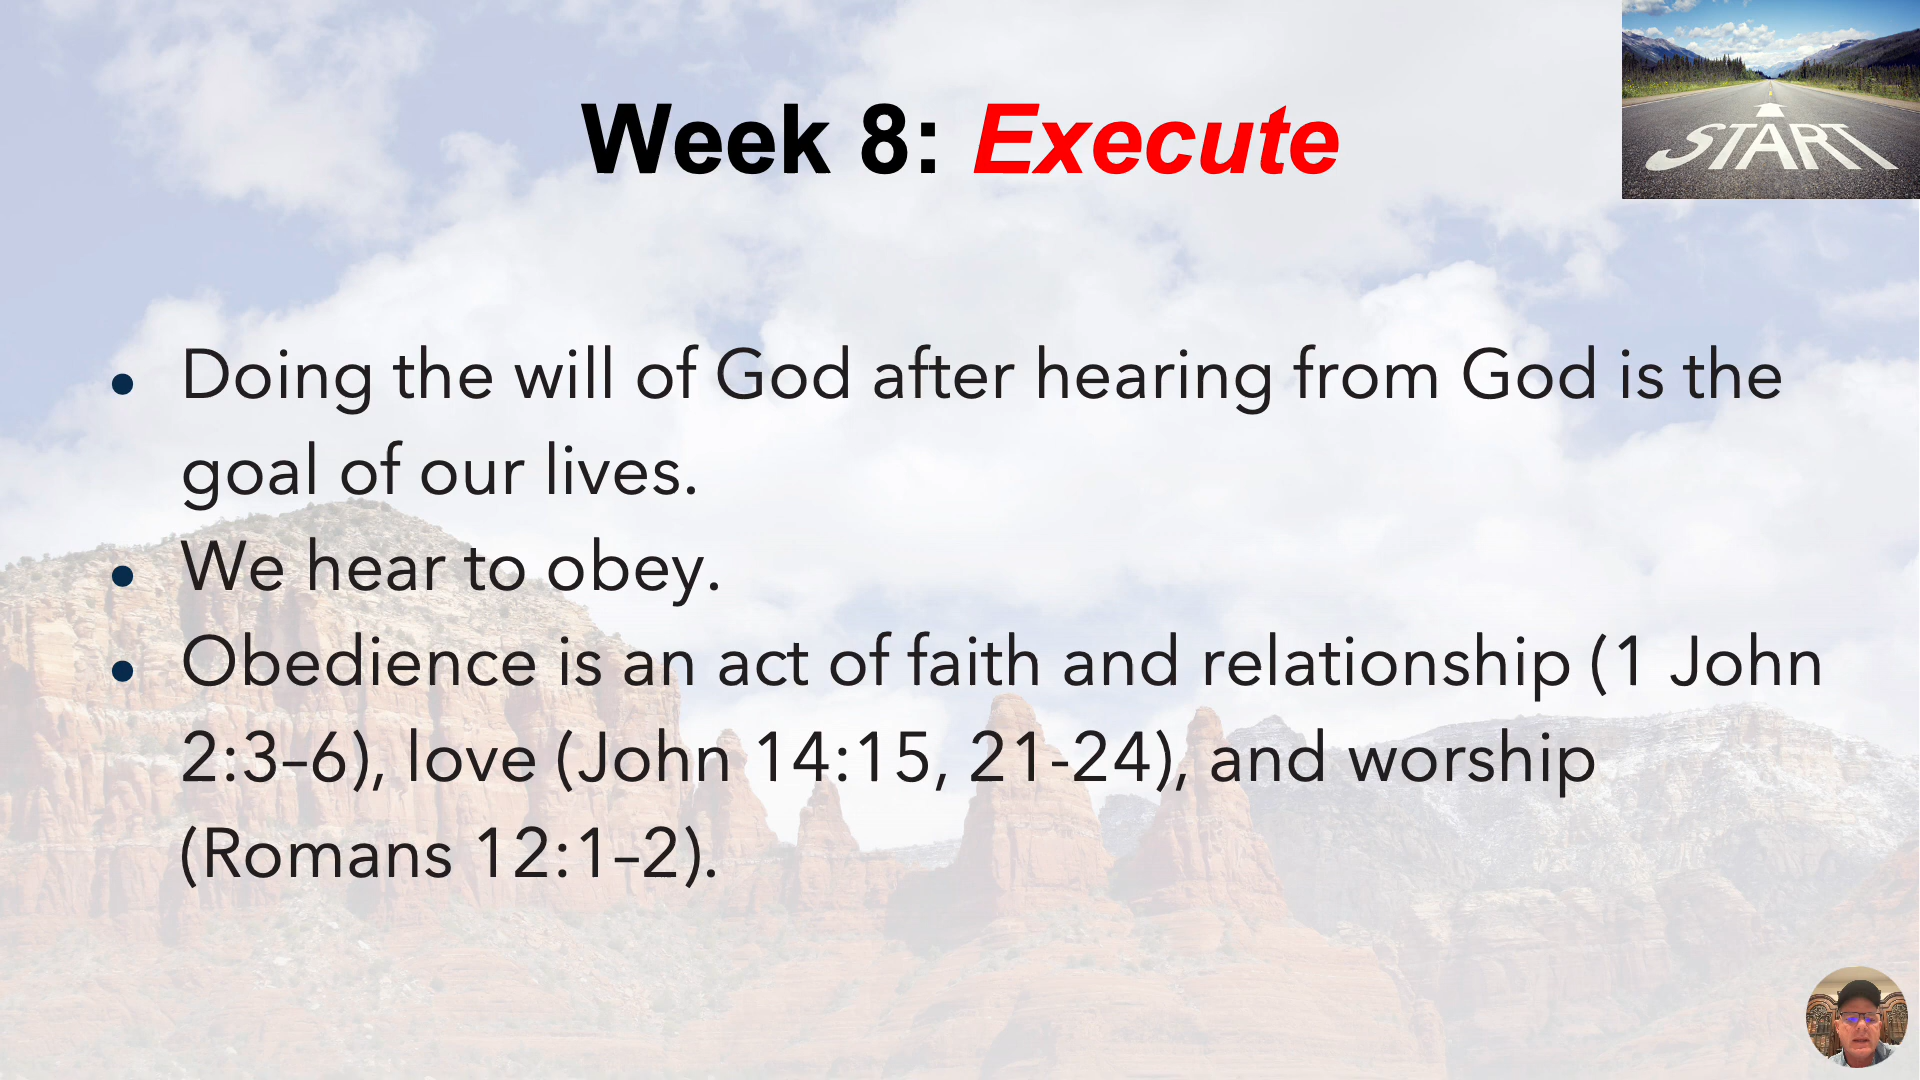 START
Week 8: Execute
• Doing the will of God after hearing from God is the
goal of our lives.
• We hear to obey.
• Obedience is an act of faith and relationship (1 John
2:3–6), love (John 14:15, 21-24), and worship
(Romans 12:1–2).